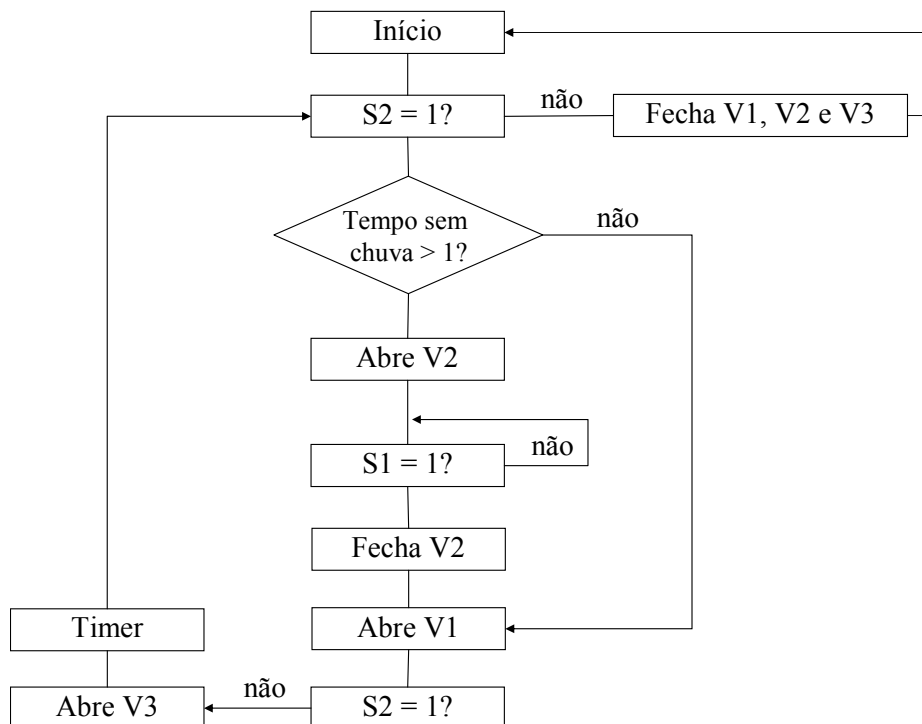 Início
S2 = 1?
não
Fecha V1, V2 e V3
Tempo sem
chuva > 1?
não
Abre V2
S1 = 1?
não
Fecha V2
Timer
Abre V1
Abre V3
não
S2 = 1?